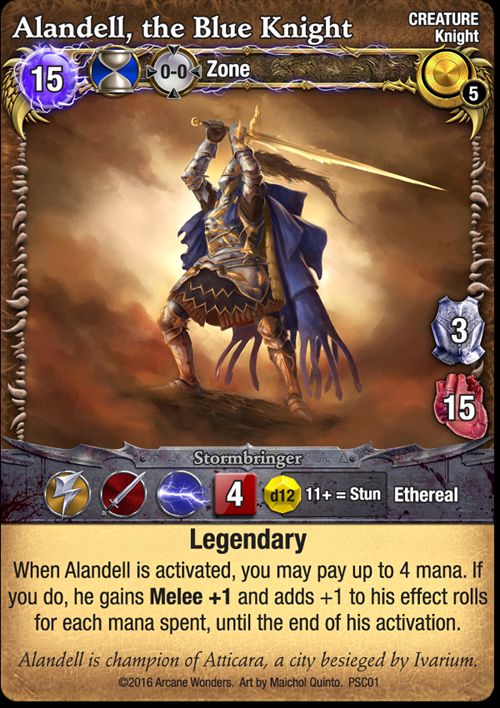 Alandell, the Blue Knight
CREATURE
Knight
15
0-0
Zone
5
3
15
Stormbringer
4
d12
11+ = Stun
Ethereal
Legendary
When Alandell is activated, you may pay up to 4 mana. If
you do, he gains Melee +1 and adds +1 to his effect rolls
for each mana spent, until the end of his activation.
Alandell is champion of Atticara, a city besieged by Ivarium.
©2016 Arcane Wonders. Art by Maichol Quinto. PSC01